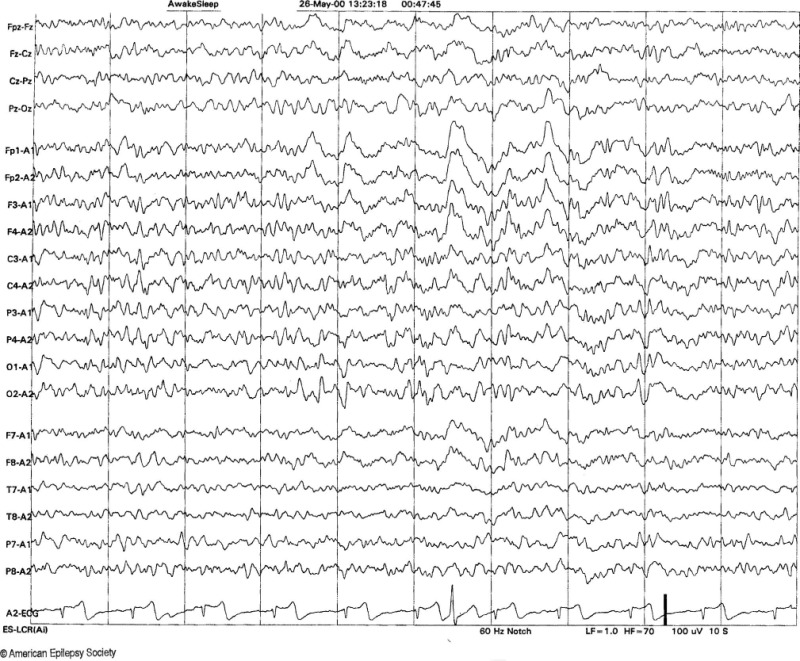 AwakeSleep 26-May-00 13:23:18 00:47:45
Fpz-Fz
Fz-Cz
Cz-Pz
Pz-Oz
Fp1-A1
Fp2-A2
F3-A1
F4-A2
C3-A1
C4-A2
P3-A1
P4-A2
O1-A1
O2-A2
F7-A1
F8-A2
T7-A1
T8-A2
P7-A1
P8-A2
A2-ECG
ES-LCR(Ai) 60 Hz Notch LF=1.0 HF=70 100 uV 10 S
© American Epilepsy Society